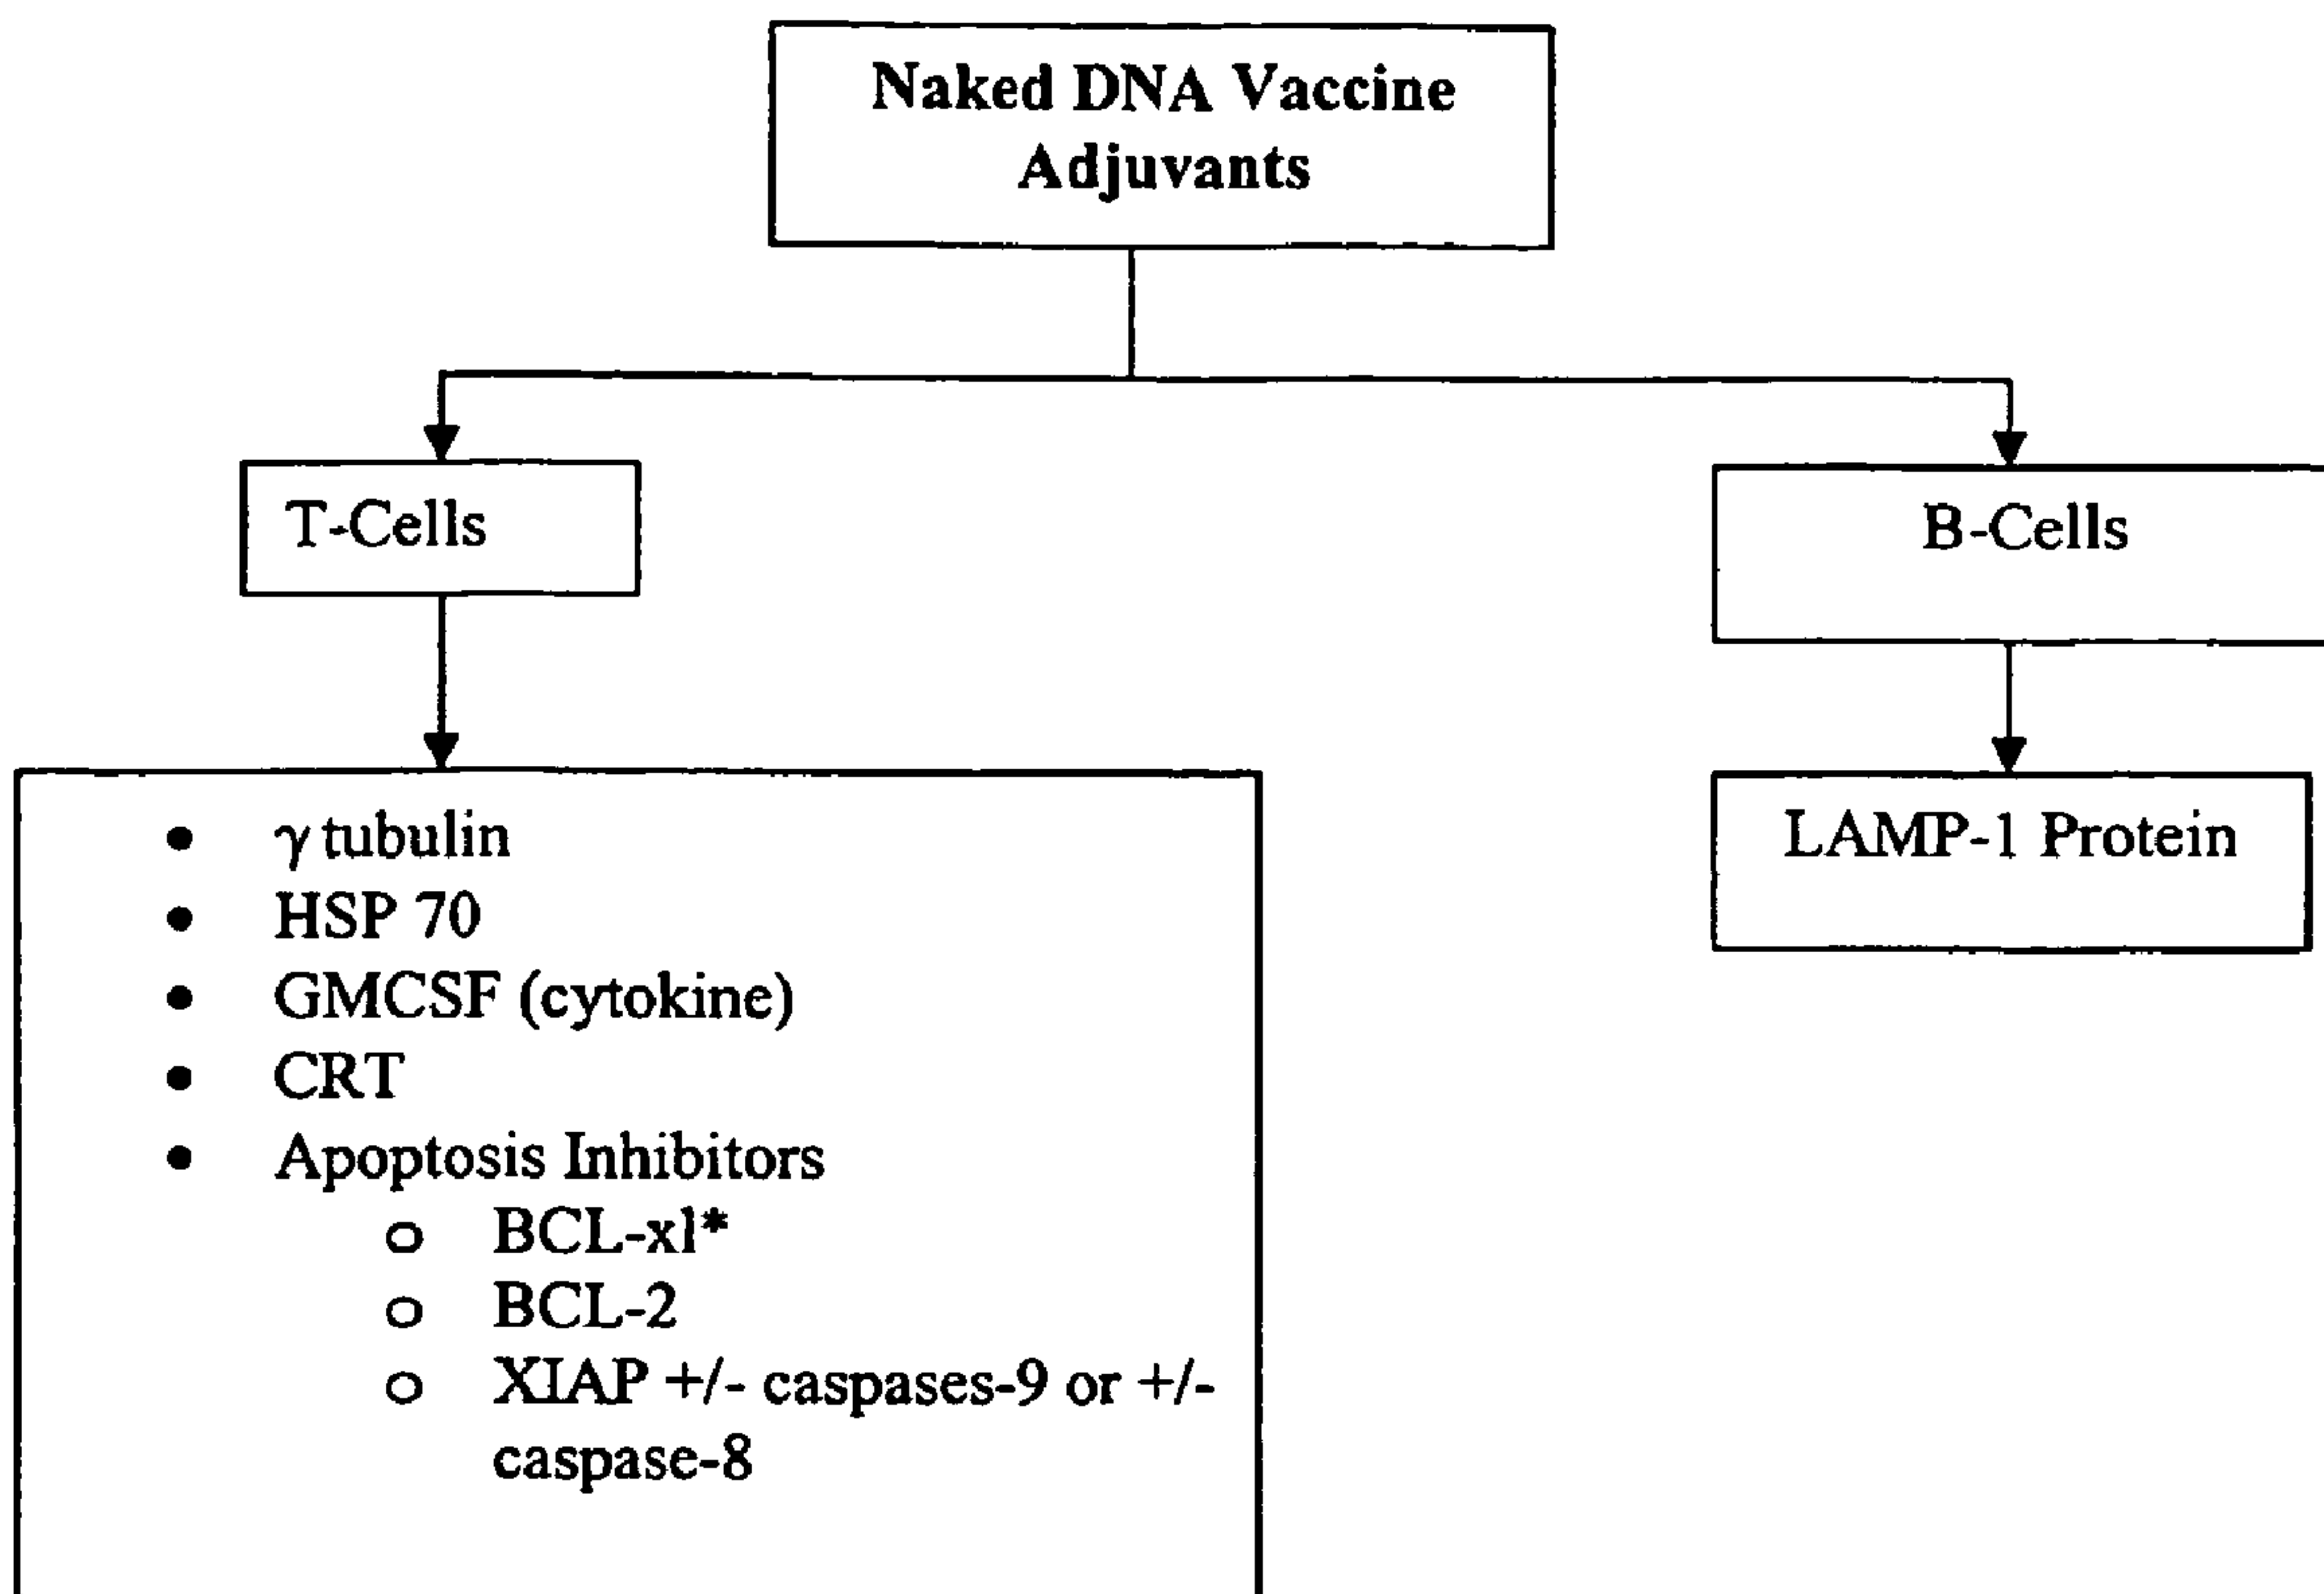 Naked DNA Vaccine
Adjuvants
T-Cells
B-Cells
• γ tubulin
• HSP 70
• GMCSF (cytokine)
• CRT
• Apoptosis Inhibitors
o BCL-xl*
o BCL-2
o XIAP +/- caspases-9 or +/-
caspase-8
LAMP-1 Protein